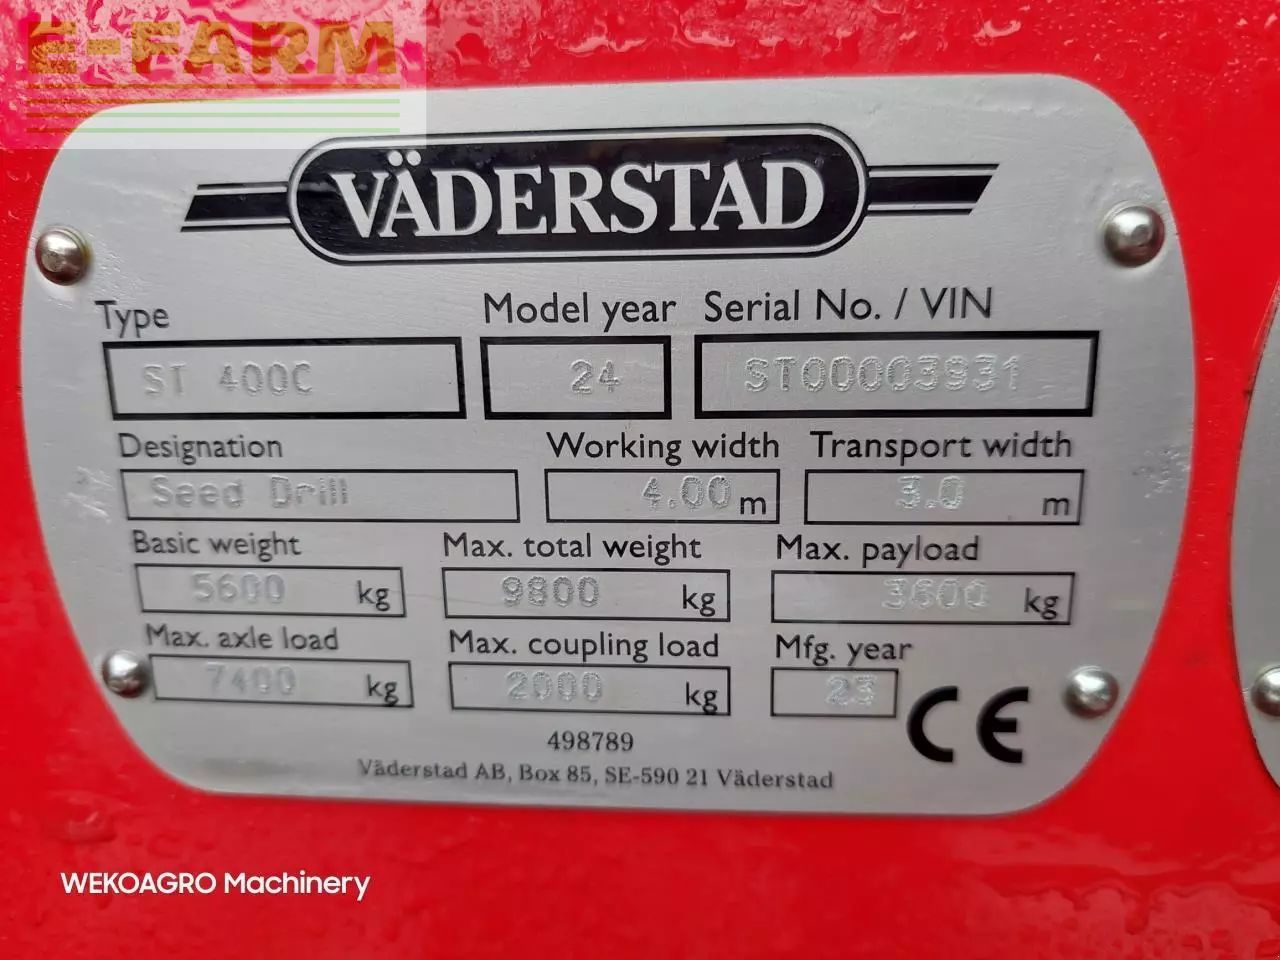 E-FARM
VÄDERSTAD
Type Model year Serial No. / VIN
ST 400C 24 ST00003931
Designation Working width Transport width
Seed Drill 4.00 m 3.0 m
Basic weight Max. total weight Max. payload
5600 kg 9800 kg 3600 kg
Max. axle load Max. coupling load Mfg. year
7400 kg 2000 kg 23 CE
498789
Väderstad AB, Box 85, SE-590 21 Väderstad
WEKOAGRO Machinery